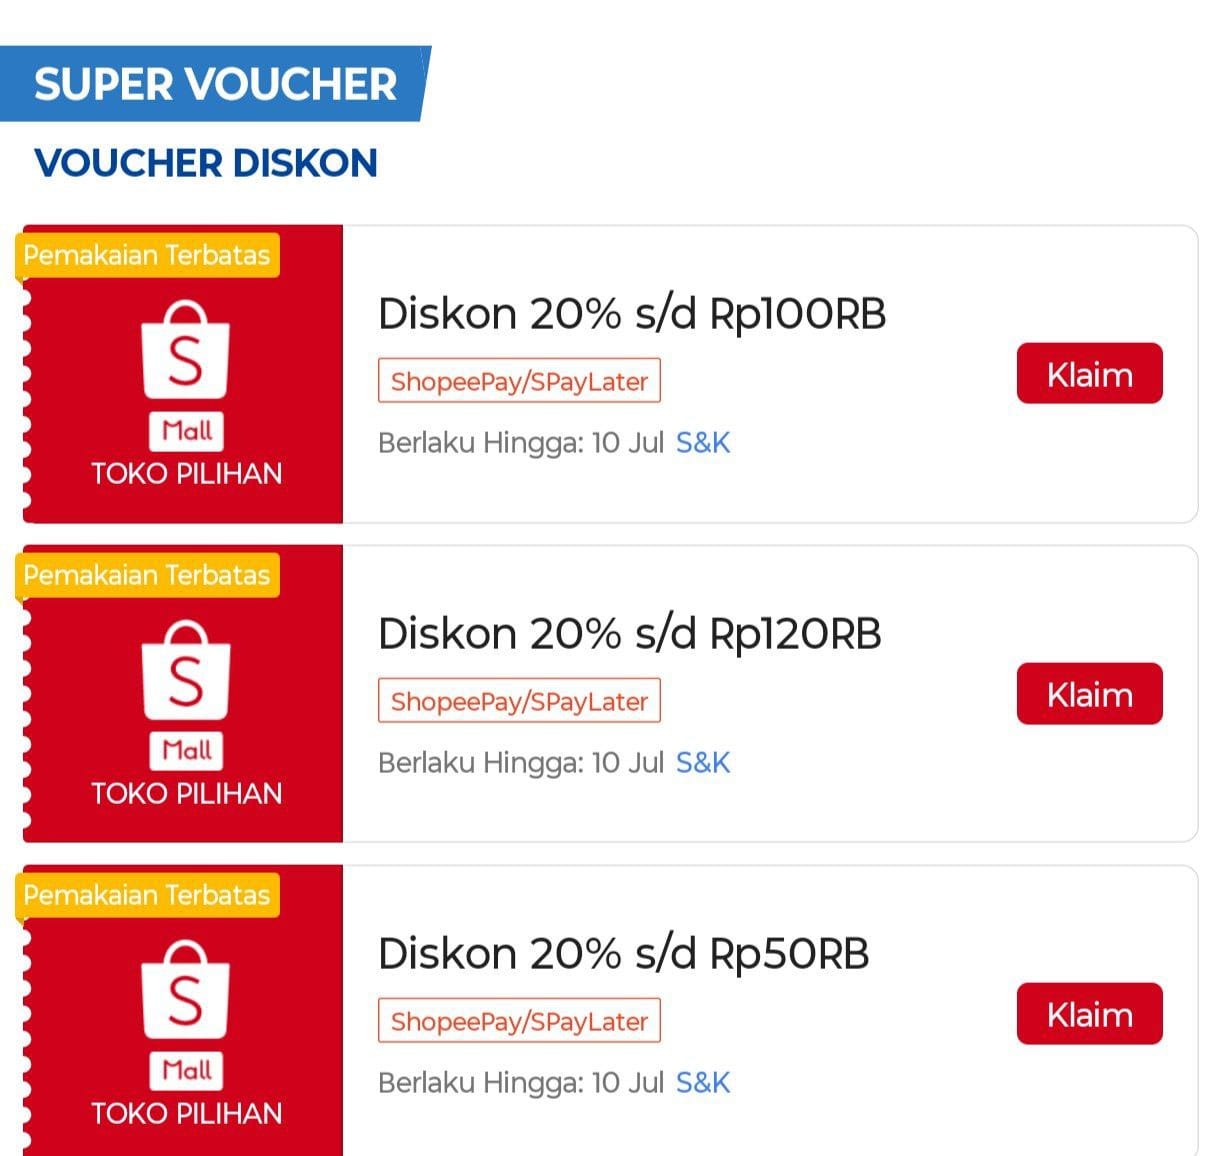 SUPER VOUCHER
VOUCHER DISKON
Pemakaian Terbatas
S
Mall
TOKO PILIHAN
Diskon 20% s/d Rp100RB
ShopeePay/SPayLater
Berlaku Hingga: 10 Jul S&K
Klaim
Pemakaian Terbatas
S
Mall
TOKO PILIHAN
Diskon 20% s/d Rp120RB
ShopeePay/SPayLater
Berlaku Hingga: 10 Jul S&K
Klaim
Pemakaian Terbatas
S
Mall
TOKO PILIHAN
Diskon 20% s/d Rp50RB
ShopeePay/SPayLater
Berlaku Hingga: 10 Jul S&K
Klaim